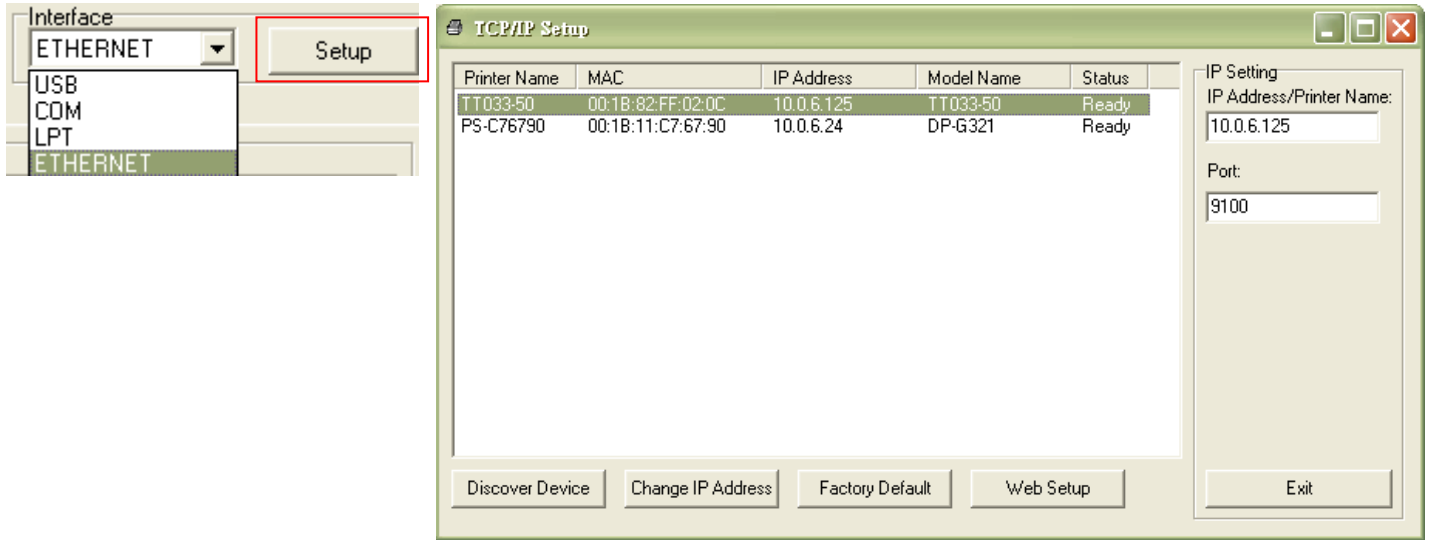 Interface
ETHERNET
Setup
USB
COM
LPT
ETHERNET
TCP/IP Setup
Printer Name MAC IP Address Model Name Status
TT033-50 00:1B:82:FF:02:0C 10.0.6.125 TT033-50 Ready
PS-C76790 00:1B:11:C7:67:90 10.0.6.24 DP-G321 Ready
IP Setting
IP Address/Printer Name:
10.0.6.125
Port:
9100
Discover Device Change IP Address Factory Default Web Setup Exit